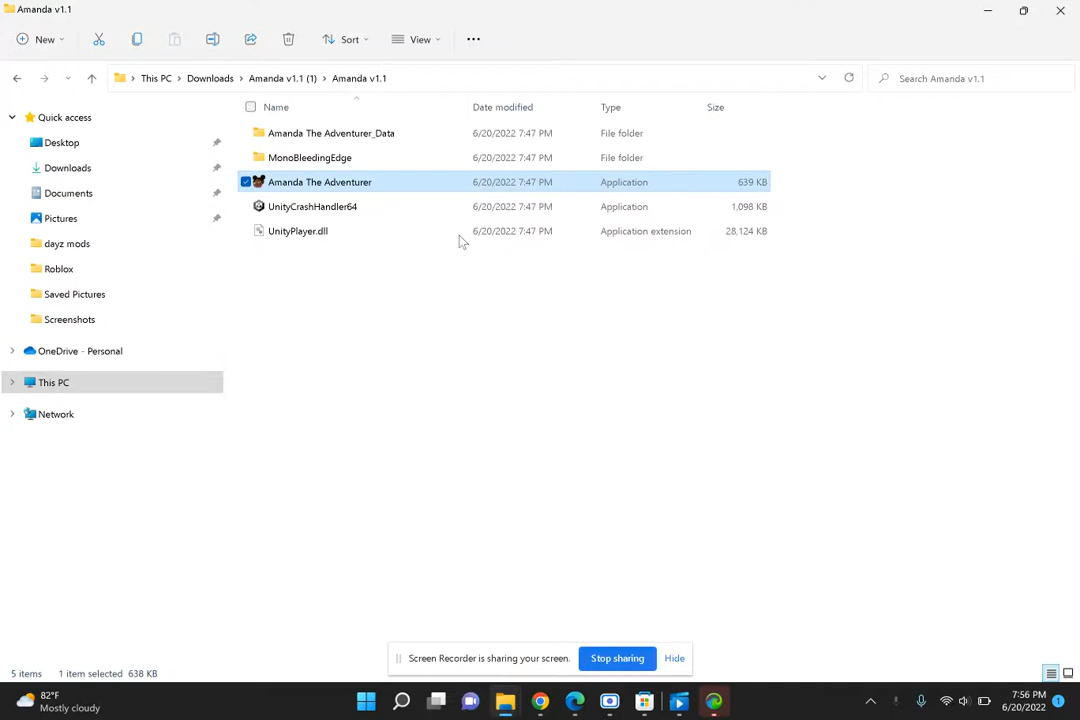 Amanda v1.1
New
Sort
View
This PC
Downloads
Amanda v1.1 (1)
Amanda v1.1
Search Amanda v1.1
Quick access
Desktop
Downloads
Documents
Pictures
dayz mods
Roblox
Saved Pictures
Screenshots
OneDrive - Personal
This PC
Network
Name Date modified Type Size
Amanda The Adventurer_Data 6/20/2022 7:47 PM File folder
MonoBleedingEdge 6/20/2022 7:47 PM File folder
Amanda The Adventurer 6/20/2022 7:47 PM Application 639 KB
UnityCrashHandler64 6/20/2022 7:47 PM Application 1,098 KB
UnityPlayer.dll 6/20/2022 7:47 PM Application extension 28,124 KB
Screen Recorder is sharing your screen. Stop sharing Hide
5 items 1 item selected 638 KB
82°F
Mostly cloudy
7:56 PM
6/20/2022
1